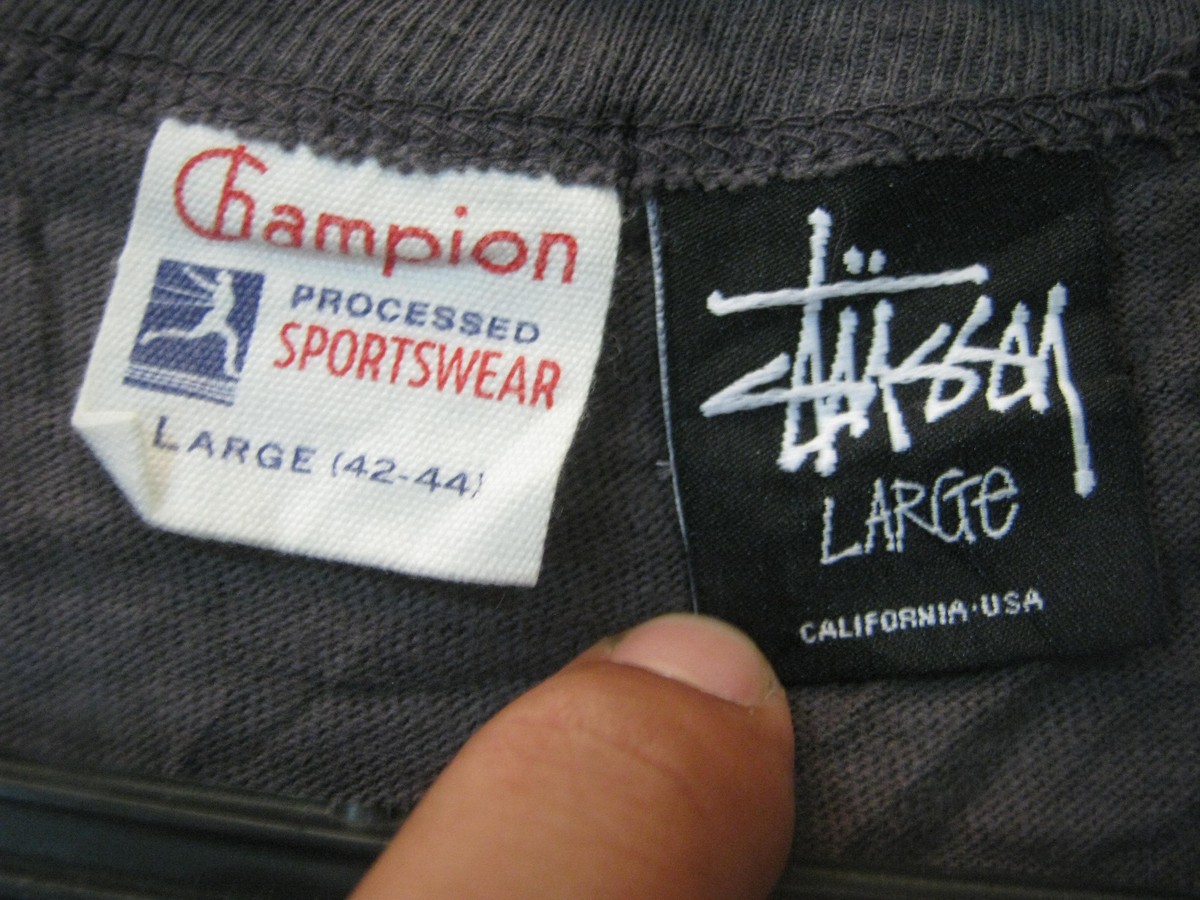 Champion
PROCESSED
SPORTSWEAR
LARGE (42-44)
Stüssy
LARGE
CALIFORNIA·USA